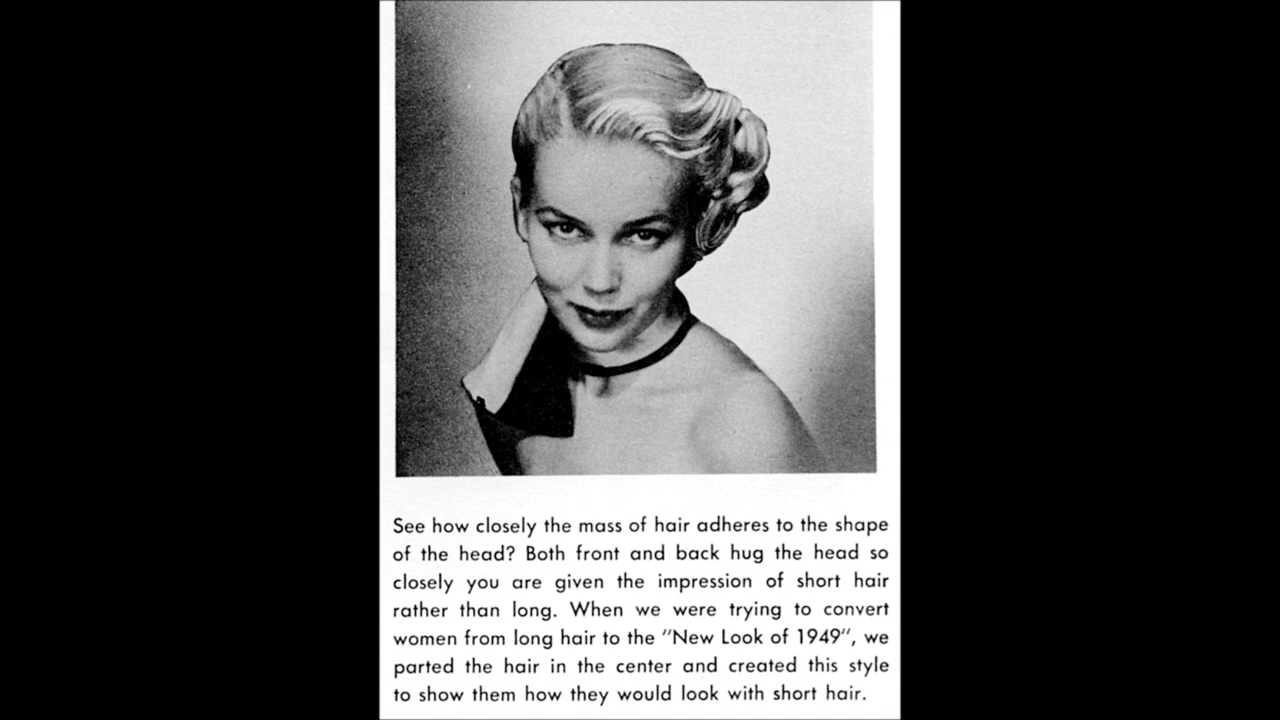 See how closely the mass of hair adheres to the shape
of the head? Both front and back hug the head so
closely you are given the impression of short hair
rather than long. When we were trying to convert
women from long hair to the "New Look of 1949", we
parted the hair in the center and created this style
to show them how they would look with short hair.